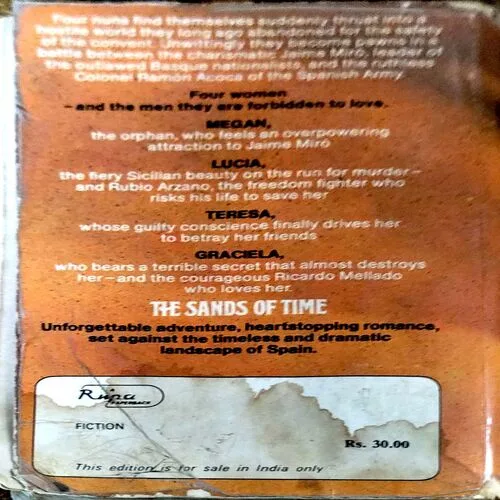 Four nuns find themselves suddenly thrust into a
hostile world they long ago abandoned for the safety
of the convent. Unwittingly they become pawns in a
battle between the charismatic Jaime Miró, leader of
the outlawed Basque nationalists, and the ruthless
Colonel Ramón Acoca of the Spanish Army.
Four women
– and the men they are forbidden to love.
MEGAN,
the orphan, who feels an overpowering
attraction to Jaime Miró
LUCIA,
the fiery Sicilian beauty on the run for murder –
and Rubio Arzano, the freedom fighter who
risks his life to save her
TERESA,
whose guilty conscience finally drives her
to betray her friends
GRACIELA,
who bears a terrible secret that almost destroys
her – and the courageous Ricardo Mellado
who loves her.
THE SANDS OF TIME
Unforgettable adventure, heartstopping romance,
set against the timeless and dramatic
landscape of Spain.
Rupa
PAPERBACK
FICTION
Rs. 30.00
This edition is for sale in India only